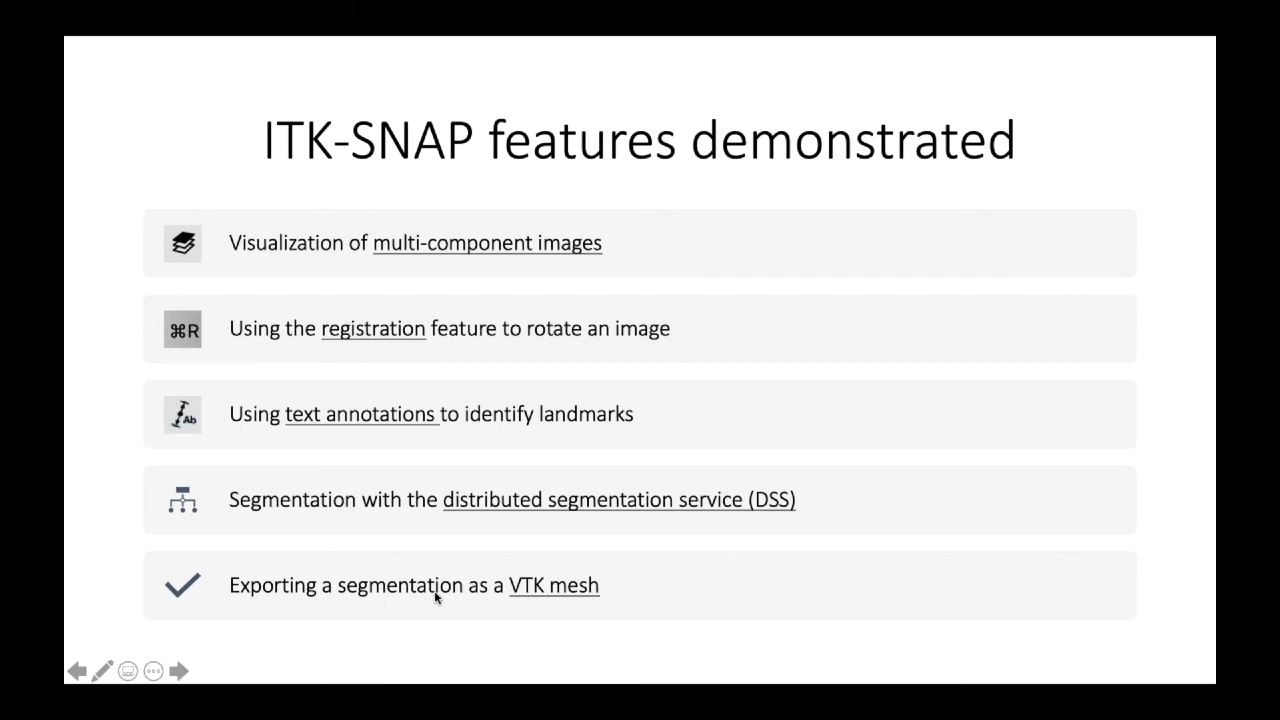 ITK-SNAP features demonstrated
Visualization of multi-component images
⌘R
Using the registration feature to rotate an image
Ab
Using text annotations to identify landmarks
Segmentation with the distributed segmentation service (DSS)
Exporting a segmentation as a VTK mesh